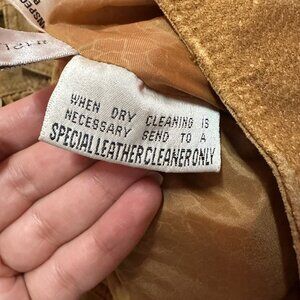 WHEN DRY CLEANING IS
NECESSARY SEND TO A
SPECIAL LEATHER CLEANER ONLY